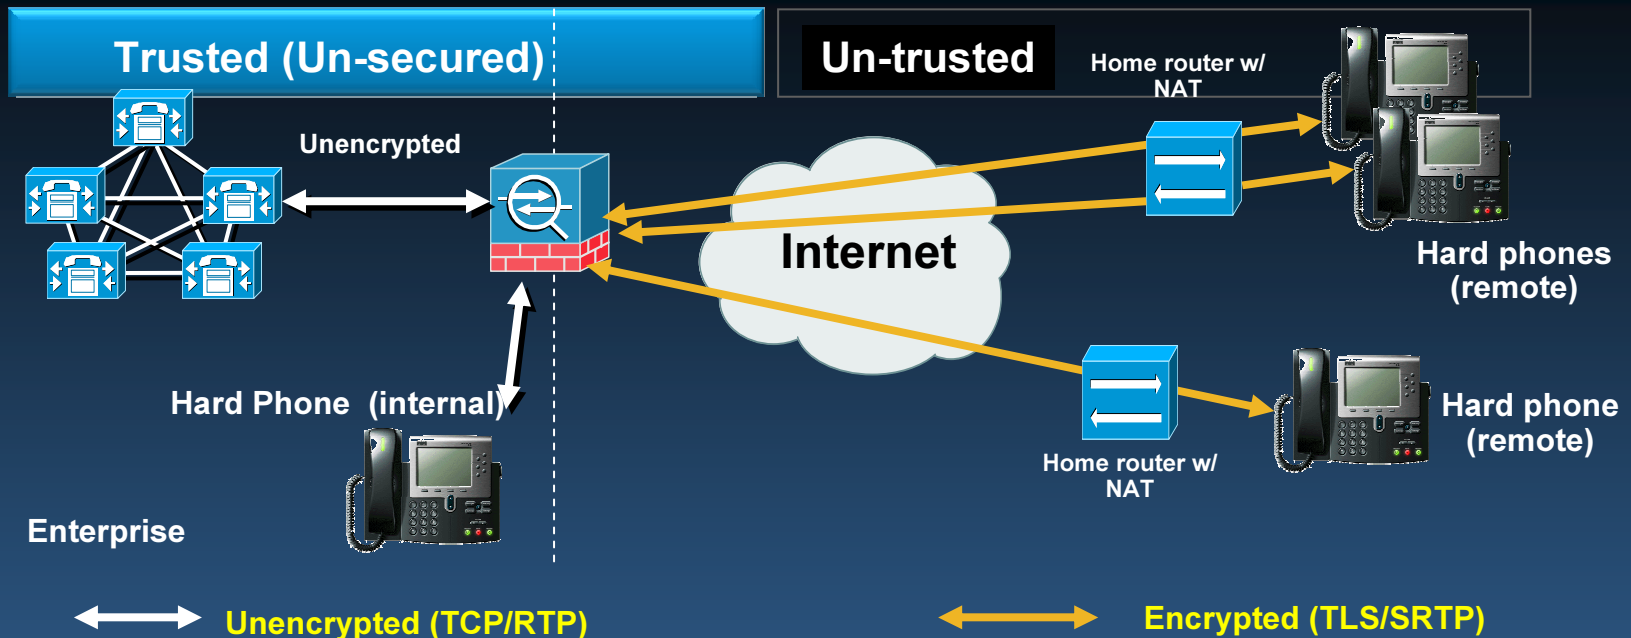 Trusted (Un-secured)
Un-trusted
Home router w/
NAT
Unencrypted
Internet
Hard phones
(remote)
Hard Phone  (internal)
Hard phone
(remote)
Home router w/
NAT
Enterprise
Unencrypted (TCP/RTP)
Encrypted (TLS/SRTP)